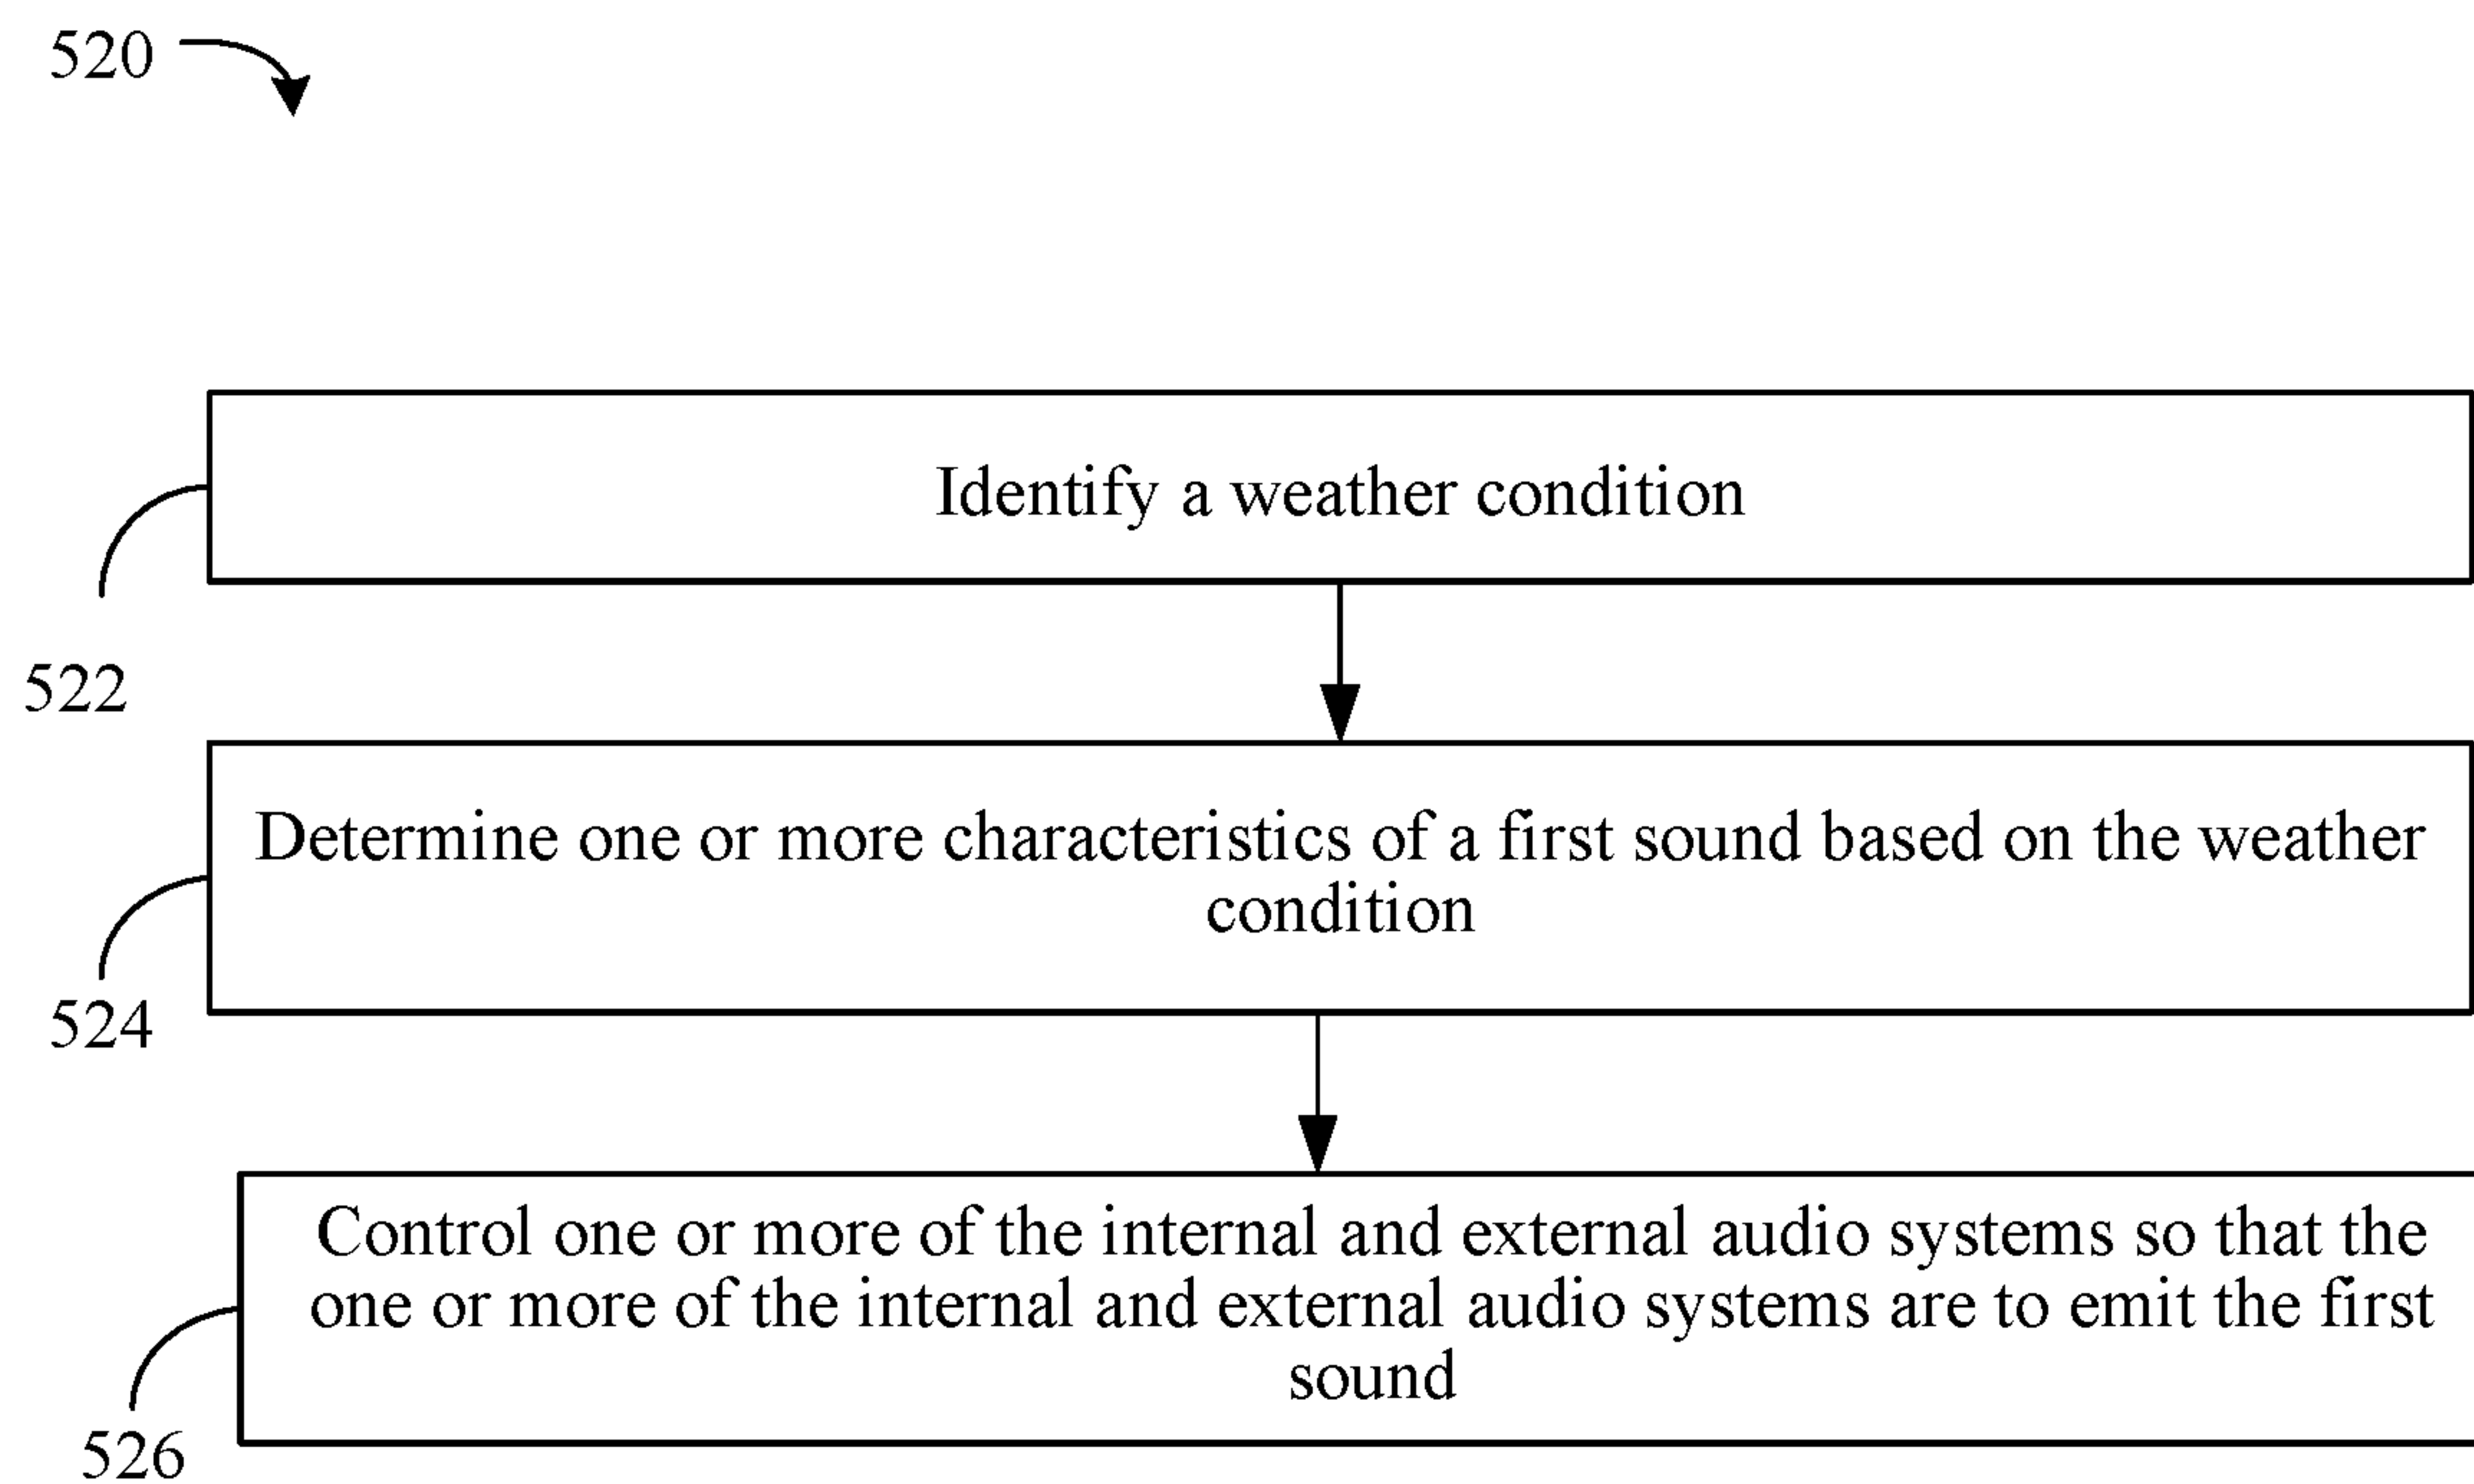 520
Identify a weather condition
522
Determine one or more characteristics of a first sound based on the weather
condition
524
Control one or more of the internal and external audio systems so that the
one or more of the internal and external audio systems are to emit the first
sound
526